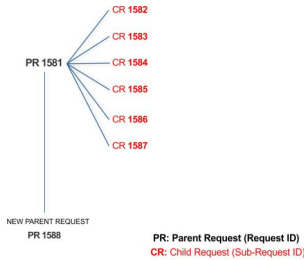 CR 1582
CR 1583
PR 1581
CR 1584
CR 1585
CR 1586
CR 1587
NEW PARENT REQUEST
PR 1588
PR: Parent Request (Request ID)
CR: Child Request (Sub-Request ID)